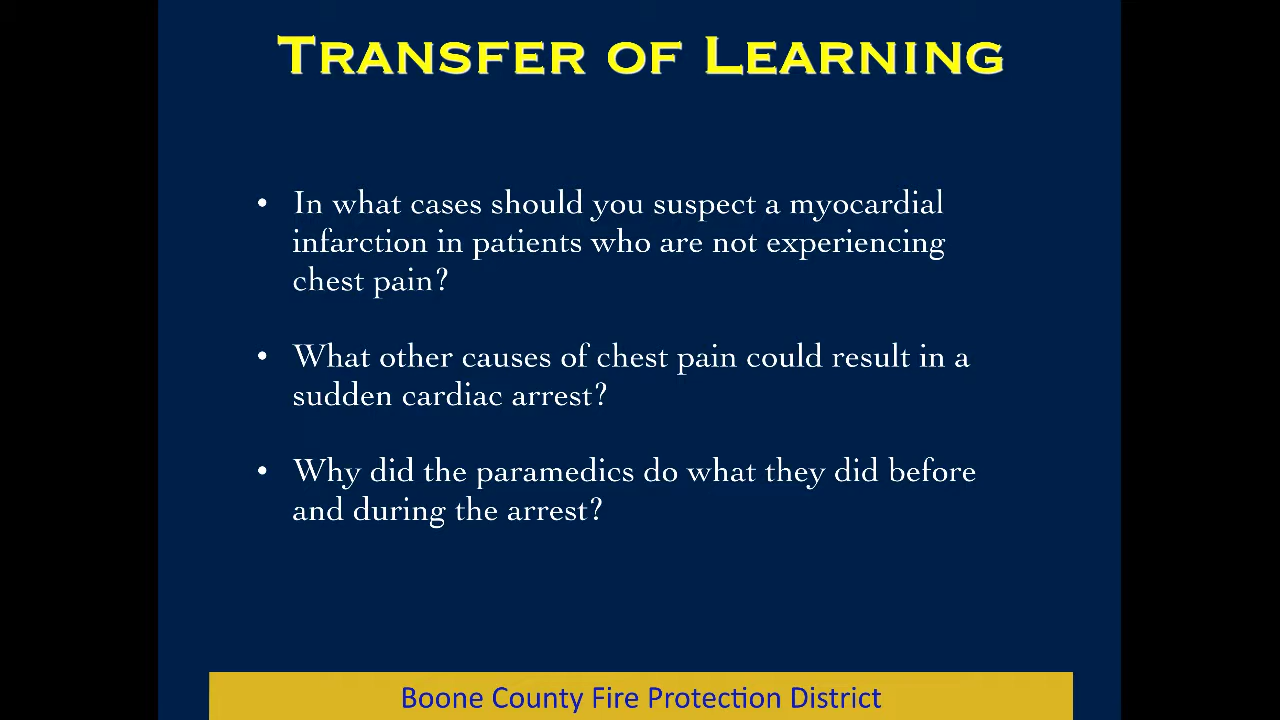 TRANSFER OF LEARNING
• In what cases should you suspect a myocardial
infarction in patients who are not experiencing
chest pain?
• What other causes of chest pain could result in a
sudden cardiac arrest?
• Why did the paramedics do what they did before
and during the arrest?
Boone County Fire Protection District